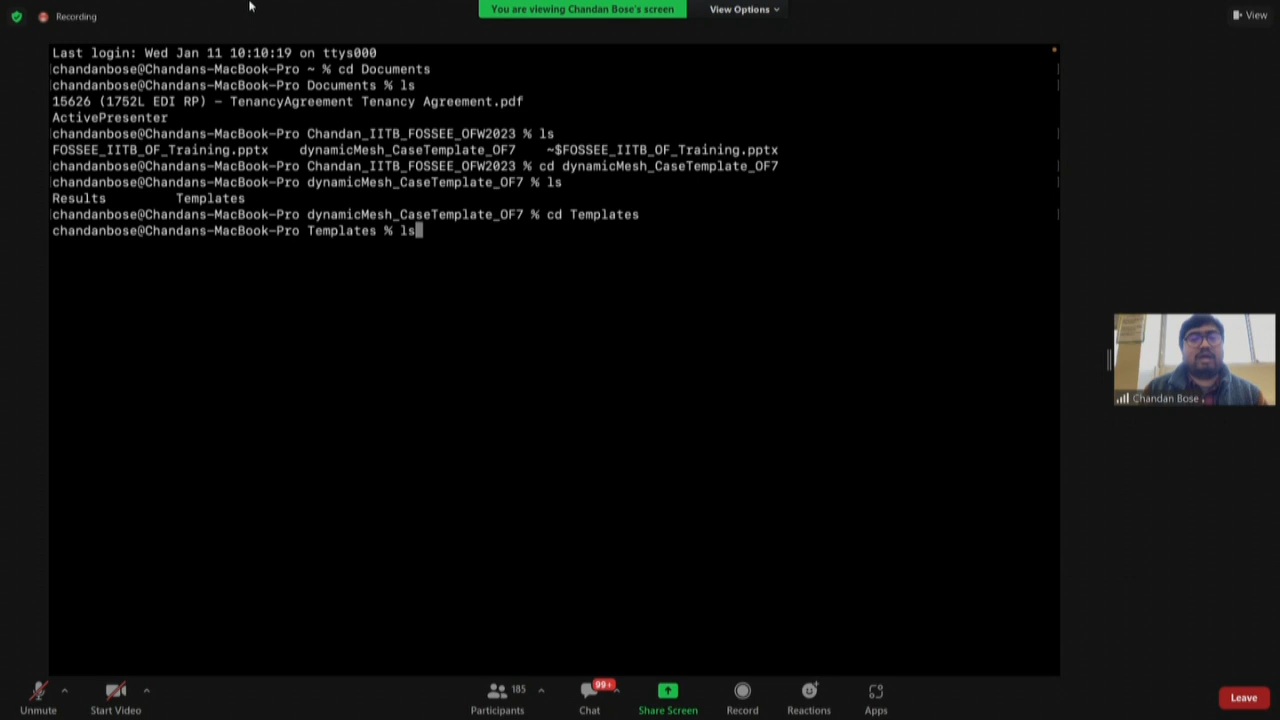 Recording
You are viewing Chandan Bose's screen
View Options
View
Last login: Wed Jan 11 10:10:19 on ttys000
chandanbose@Chandans-MacBook-Pro ~ % cd Documents
chandanbose@Chandans-MacBook-Pro Documents % ls
15626 (1752L EDI RP) - TenancyAgreement Tenancy Agreement.pdf
ActivePresenter
chandanbose@Chandans-MacBook-Pro Chandan_IITB_FOSSEE_OFW2023 % ls
FOSSEE_IITB_OF_Training.pptx dynamicMesh_CaseTemplate_OF7 ~$FOSSEE_IITB_OF_Training.pptx
chandanbose@Chandans-MacBook-Pro Chandan_IITB_FOSSEE_OFW2023 % cd dynamicMesh_CaseTemplate_OF7
chandanbose@Chandans-MacBook-Pro dynamicMesh_CaseTemplate_OF7 % ls
Results Templates
chandanbose@Chandans-MacBook-Pro dynamicMesh_CaseTemplate_OF7 % cd Templates
chandanbose@Chandans-MacBook-Pro Templates % ls
Chandan Bose
185
99+
Unmute
Start Video
Participants
Chat
Share Screen
Record
Reactions
Apps
Leave